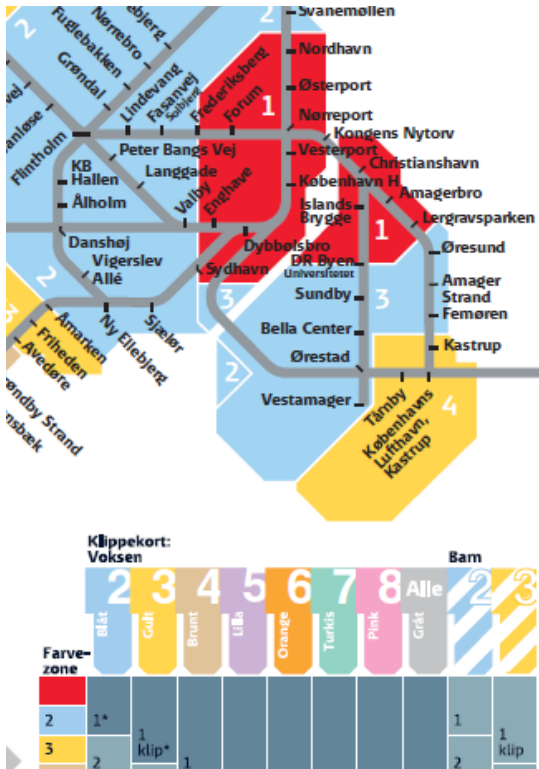 Svanemøllen
2
2
Nørrebro
Fuglebakken
Grøndal
Nordhavn
Østerport
1
Lindevang
Fasanvej
Solbjerg
Frederiksberg
Forum
Nørreport
Kongens Nytorv
Flintholm
Peter Bangs Vej
Vesterport
Christianshavn
KB
Hallen
Langgade
København H
Amagerbro
Ålholm
Valby
Enghave
Islands
Brygge
Lergravsparken
1
Danshøj
Dybbølsbro
Øresund
Vigerslev
Allé
2
Sydhavn
DR Byen
Universitetet
3
Sundby
3
Amager
Strand
Femøren
3
Åmarken
Ny Ellebjerg
Sjælør
Bella Center
Friheden
Avedøre
Ørestad
Kastrup
2
Vestamager
Tårnby
Københavns
Lufthavn,
Kastrup
4
Klippekort:
Voksen
Barn
2 3 4 5 6 7 8 Alle 2 3
Blåt Gult Brunt Lilla Orange Turkis Pink Gråt
Farve-
zone
2 1* 1
klip* 1 1
klip
3 2 1 2